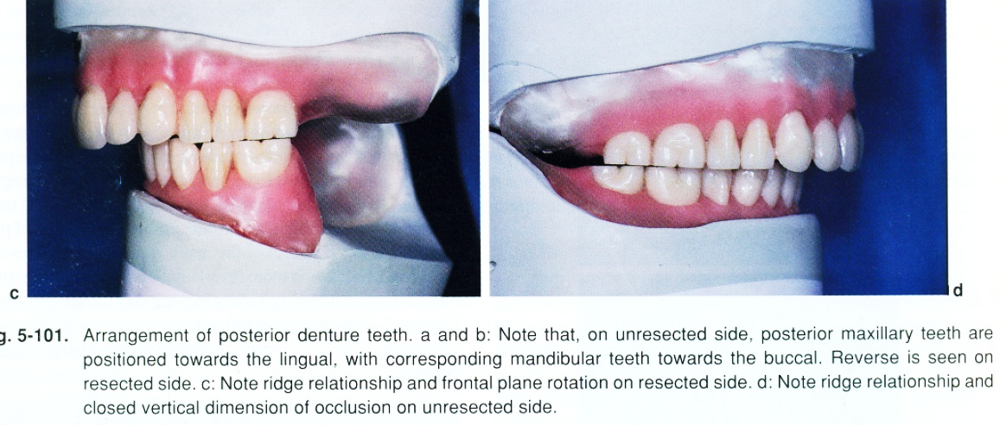 c
d
g. 5-101. Arrangement of posterior denture teeth. a and b: Note that, on unresected side, posterior maxillary teeth are
positioned towards the lingual, with corresponding mandibular teeth towards the buccal. Reverse is seen on
resected side. c: Note ridge relationship and frontal plane rotation on resected side. d: Note ridge relationship and
closed vertical dimension of occlusion on unresected side.